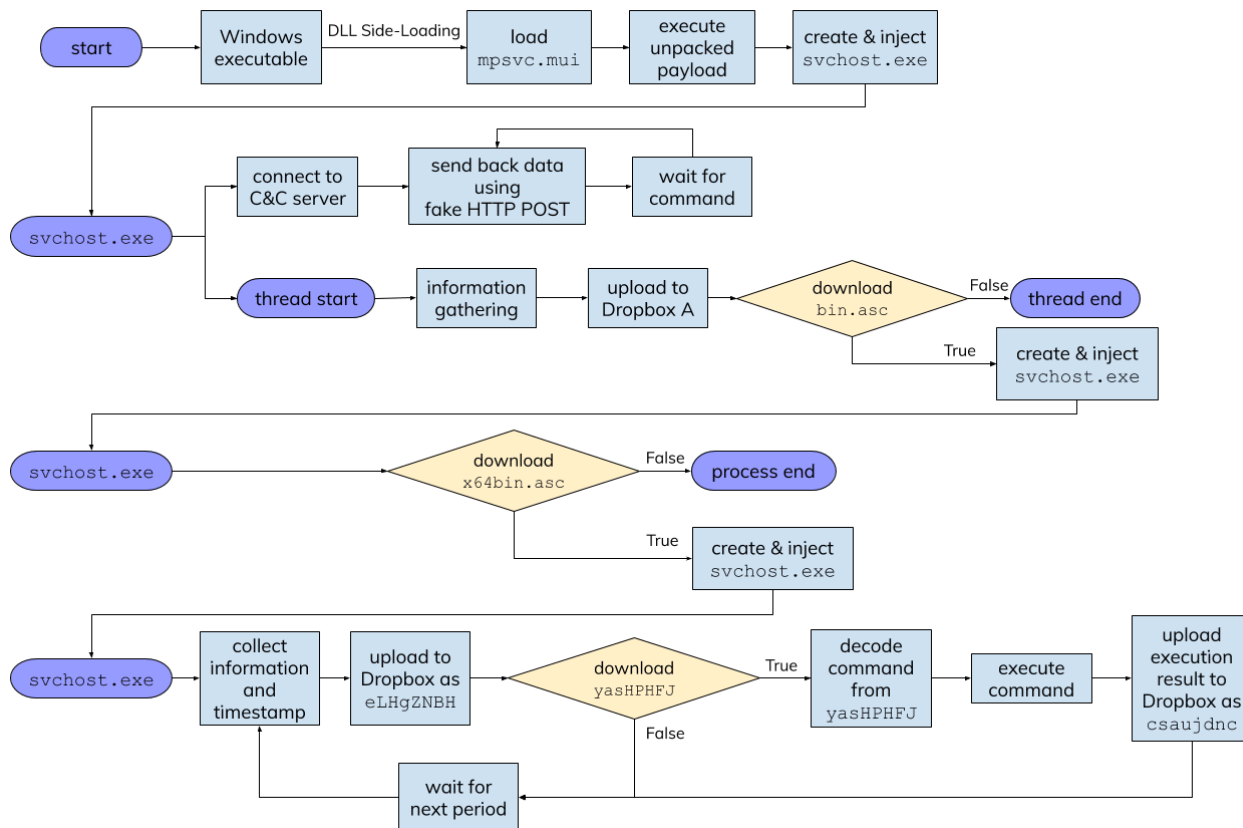 start
Windows
executable
DLL Side-Loading
load
mpsvc.mui
execute
unpacked
payload
create & inject
svchost.exe
connect to
C&C server
send back data
using
fake HTTP POST
wait for
command
svchost.exe
thread start
information
gathering
upload to
Dropbox A
download
bin.asc
False
thread end
True
create & inject
svchost.exe
svchost.exe
download
x64bin.asc
False
process end
True
create & inject
svchost.exe
svchost.exe
collect
information
and
timestamp
upload to
Dropbox as
eLHgZNBH
download
yasHPHFJ
True
decode
command
from
yasHPHFJ
execute
command
upload
execution
result to
Dropbox as
csaujdnc
False
wait for
next period